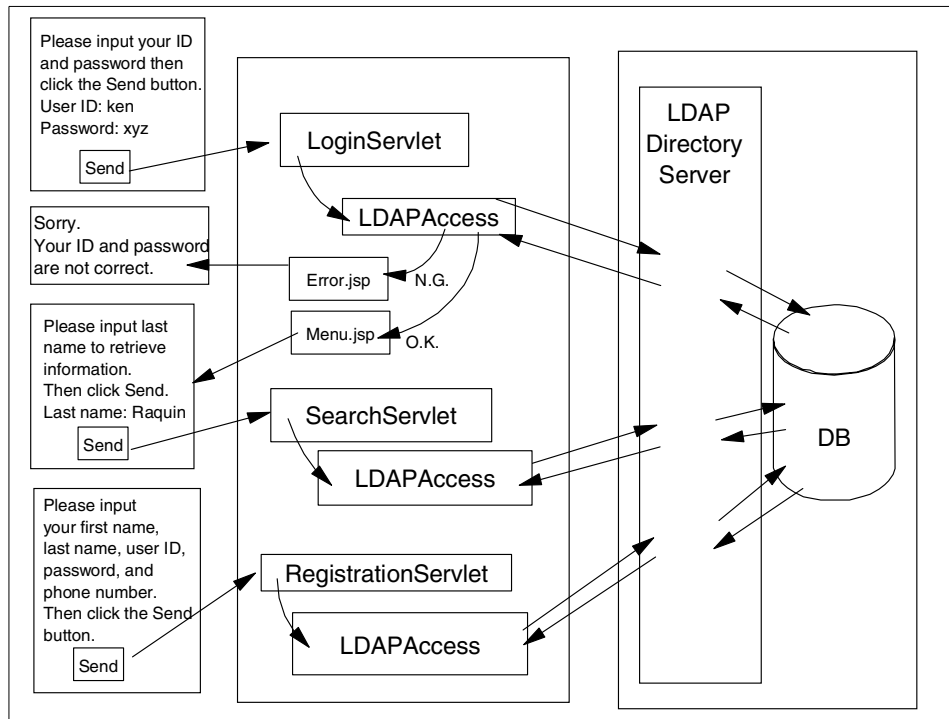 Please input your ID
and password then
click the Send button.
User ID: ken
Password: xyz
Send
Sorry.
Your ID and password
are not correct.
Please input last
name to retrieve
information.
Then click Send.
Last name: Raquin
Send
Please input
your first name,
last name, user ID,
password, and
phone number.
Then click the Send
button.
Send
LoginServlet
LDAPAccess
Error.jsp
N.G.
Menu.jsp
O.K.
SearchServlet
LDAPAccess
RegistrationServlet
LDAPAccess
LDAP
Directory
Server
DB